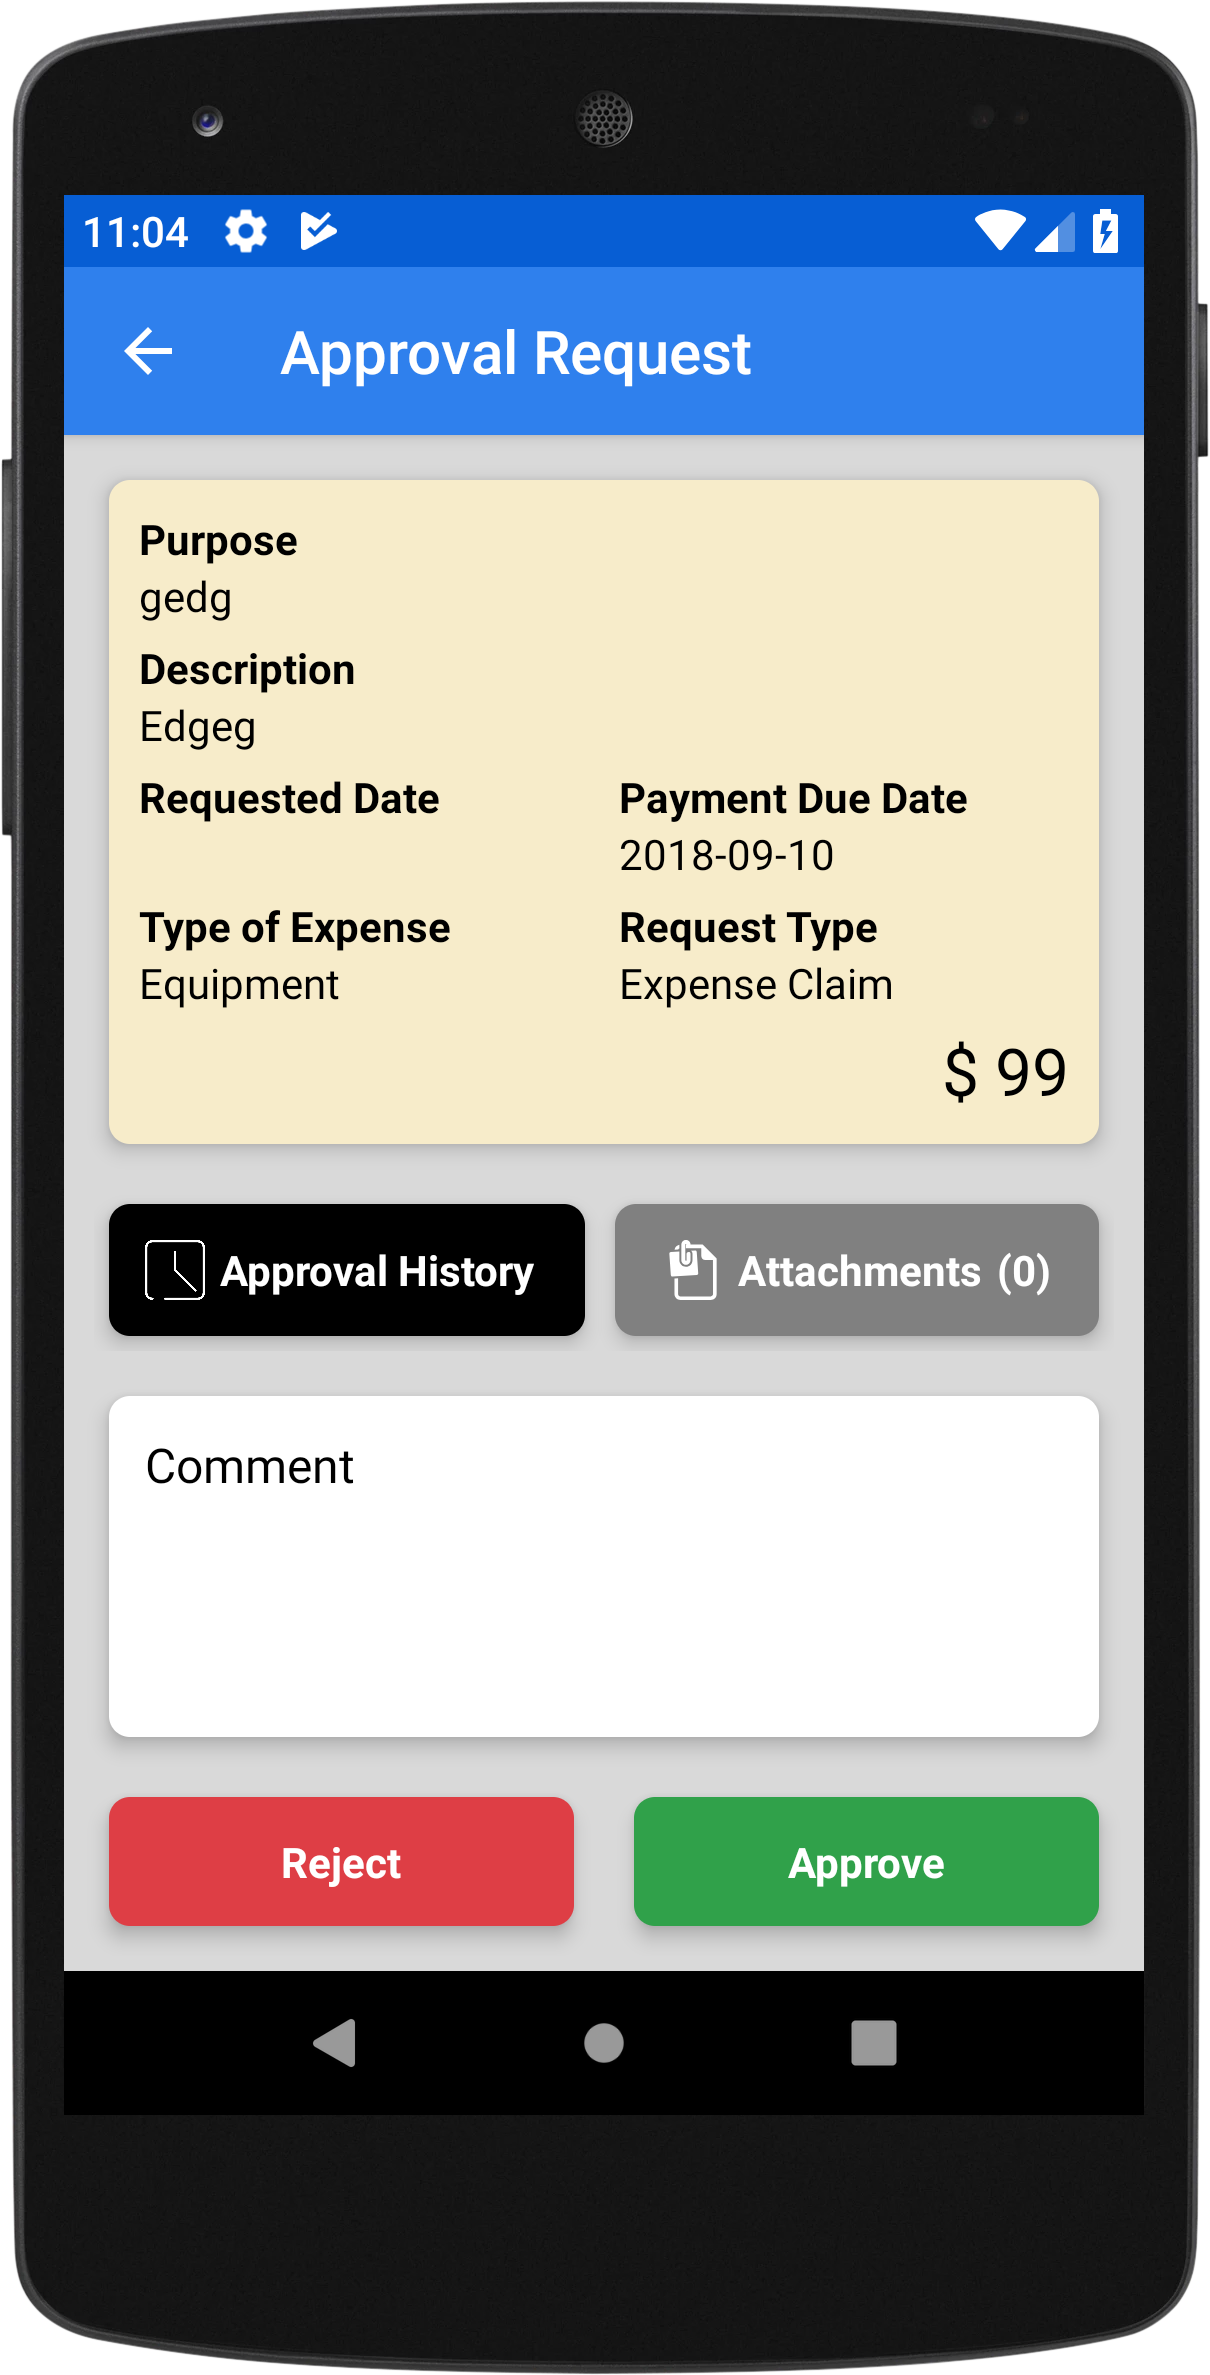 11:04
Approval Request
Purpose
gedg
Description
Edgeg
Requested Date Payment Due Date
2018-09-10
Type of Expense Request Type
Equipment Expense Claim
$ 99
Approval History Attachments (0)
Comment
Reject Approve